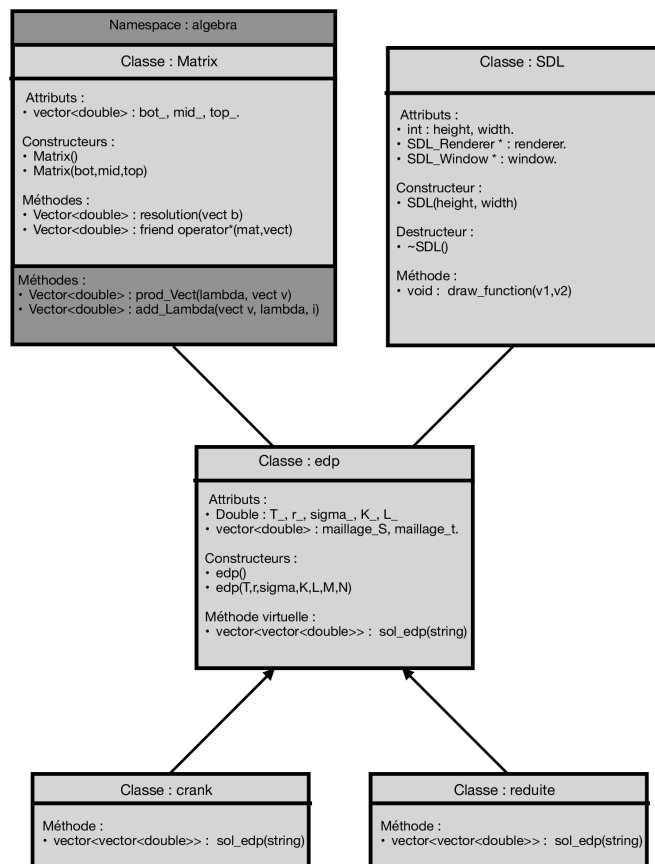 Namespace : algebra
Classe : Matrix
Attributs :
• vector<double> : bot_, mid_, top_.
Constructeurs :
• Matrix()
• Matrix(bot,mid,top)
Méthodes :
• Vector<double> : resolution(vect b)
• Vector<double> : friend operator*(mat,vect)
Méthodes :
• Vector<double> : prod_Vect(lambda, vect v)
• Vector<double> : add_Lambda(vect v, lambda, i)
Classe : SDL
Attributs :
• int : height, width.
• SDL_Renderer * : renderer.
• SDL_Window * : window.
Constructeur :
• SDL(height, width)
Destructeur :
• ~SDL()
Méthode :
• void : draw_function(v1,v2)
Classe : edp
Attributs :
• Double : T_, r_, sigma_, K_, L_
• vector<double> : maillage_S, maillage_t.
Constructeurs :
• edp()
• edp(T,r,sigma,K,L,M,N)
Méthode virtuelle :
• vector<vector<double>> : sol_edp(string)
Classe : crank
Méthode :
• vector<vector<double>> : sol_edp(string)
Classe : reduite
Méthode :
• vector<vector<double>> : sol_edp(string)